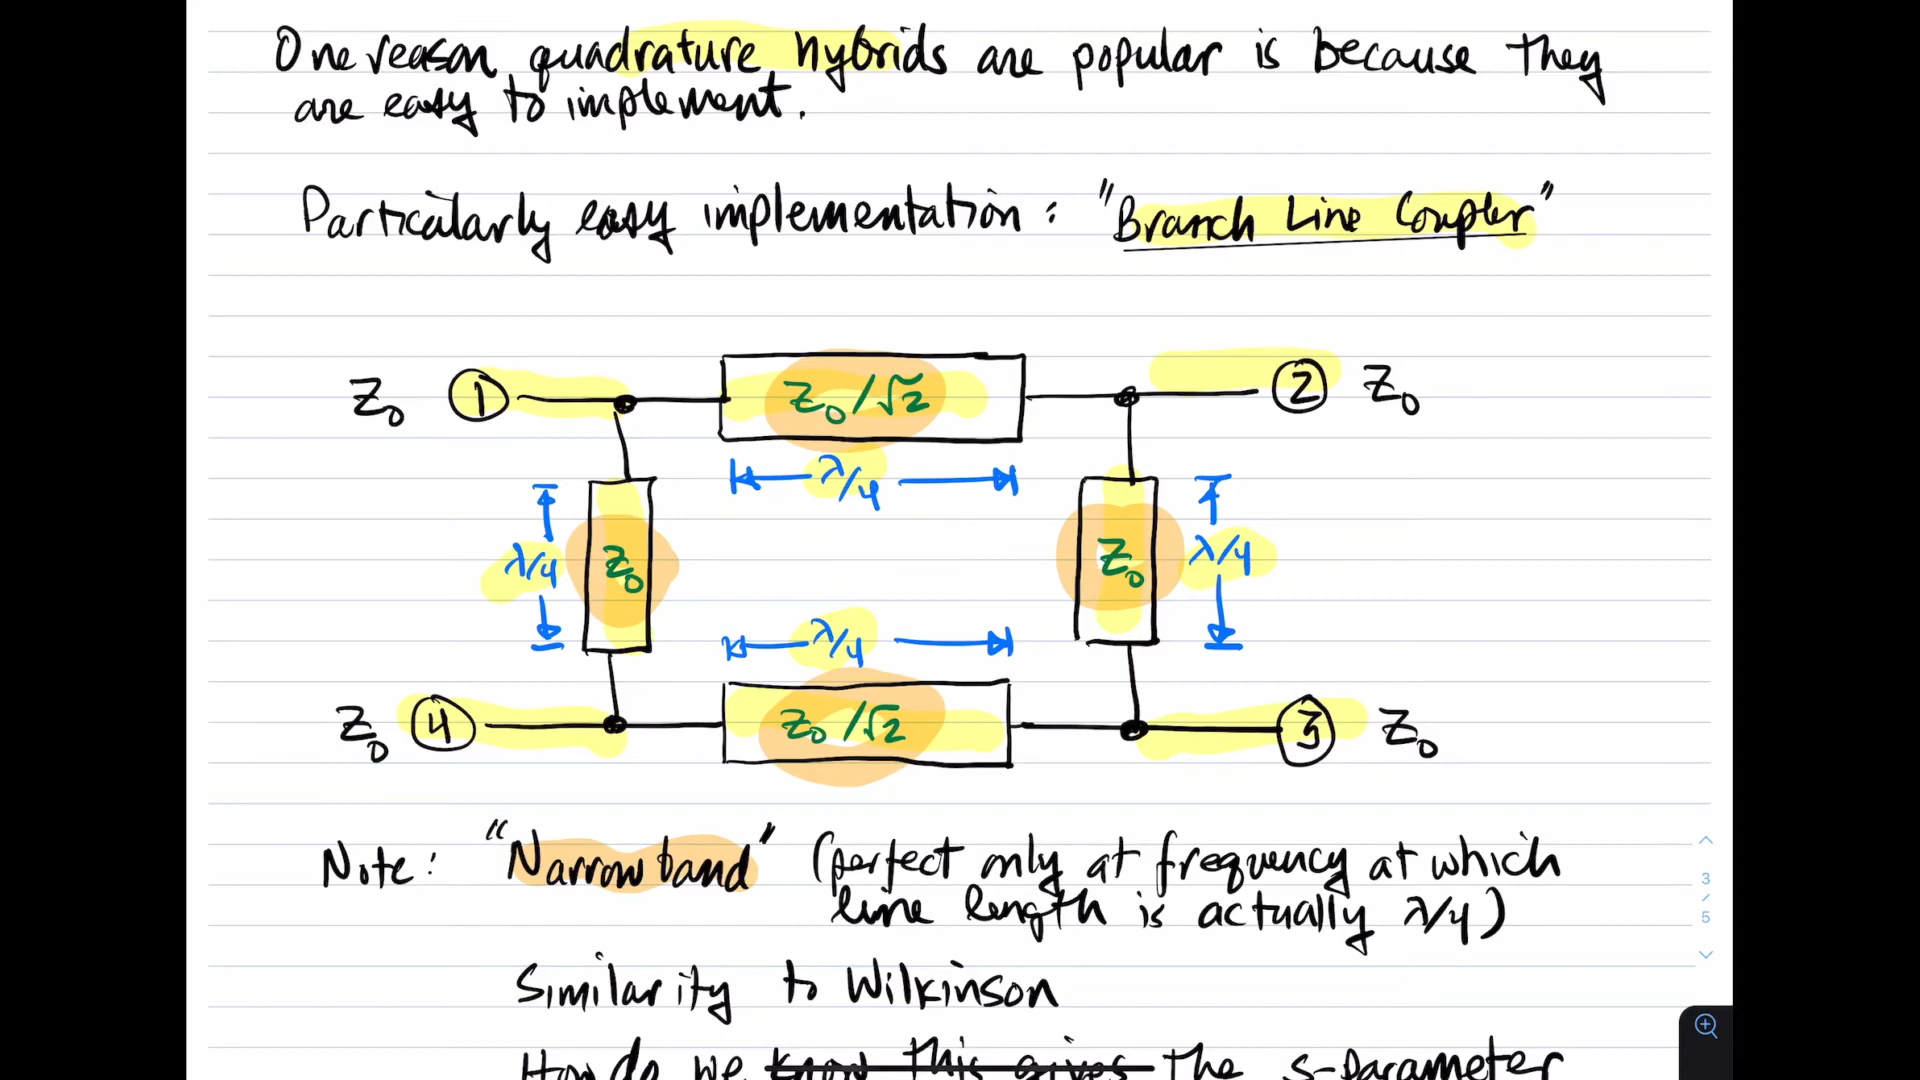 One reason quadrature hybrids are popular is because they
are easy to implement.
Particularly easy implementation: "Branch Line Coupler"
Z₀ 1 Z₀/√2 2 Z₀
λ/4
λ/4 Z₀ Z₀ λ/4
λ/4
Z₀ 4 Z₀/√2 3 Z₀
Note: "Narrowband" (perfect only at frequency at which
line length is actually λ/4)
3
/
5
Similarity to Wilkinson
How do we know this gives the s-parameter